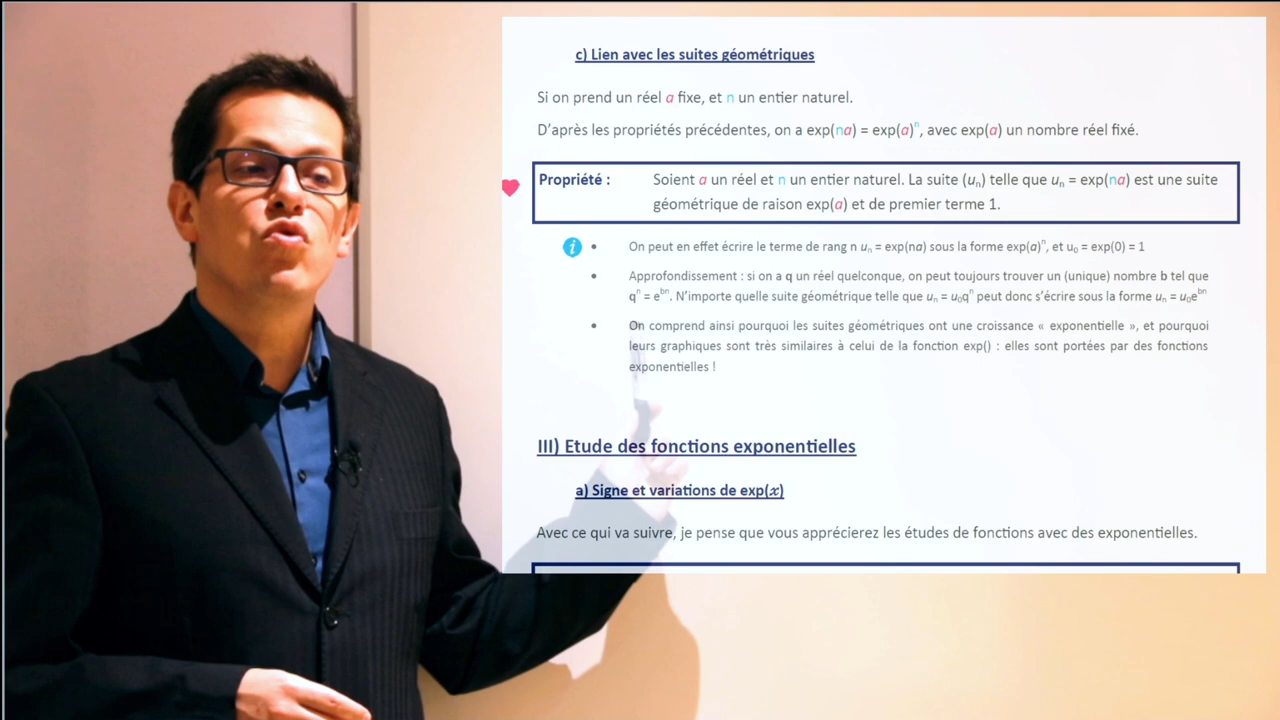 c) Lien avec les suites géométriques
Si on prend un réel a fixe, et n un entier naturel.
D'après les propriétés précédentes, on a exp(na) = exp(a)ⁿ, avec exp(a) un nombre réel fixé.
Propriété : Soient a un réel et n un entier naturel. La suite (uₙ) telle que uₙ = exp(na) est une suite
géométrique de raison exp(a) et de premier terme 1.
i • On peut en effet écrire le terme de rang n uₙ = exp(na) sous la forme exp(a)ⁿ, et u₀ = exp(0) = 1
• Approfondissement : si on a q un réel quelconque, on peut toujours trouver un (unique) nombre b tel que
qⁿ = eᵇⁿ. N'importe quelle suite géométrique telle que uₙ = u₀qⁿ peut donc s'écrire sous la forme uₙ = u₀eᵇⁿ
• On comprend ainsi pourquoi les suites géométriques ont une croissance « exponentielle », et pourquoi
leurs graphiques sont très similaires à celui de la fonction exp() : elles sont portées par des fonctions
exponentielles !
III) Etude des fonctions exponentielles
a) Signe et variations de exp(x)
Avec ce qui va suivre, je pense que vous apprécierez les études de fonctions avec des exponentielles.